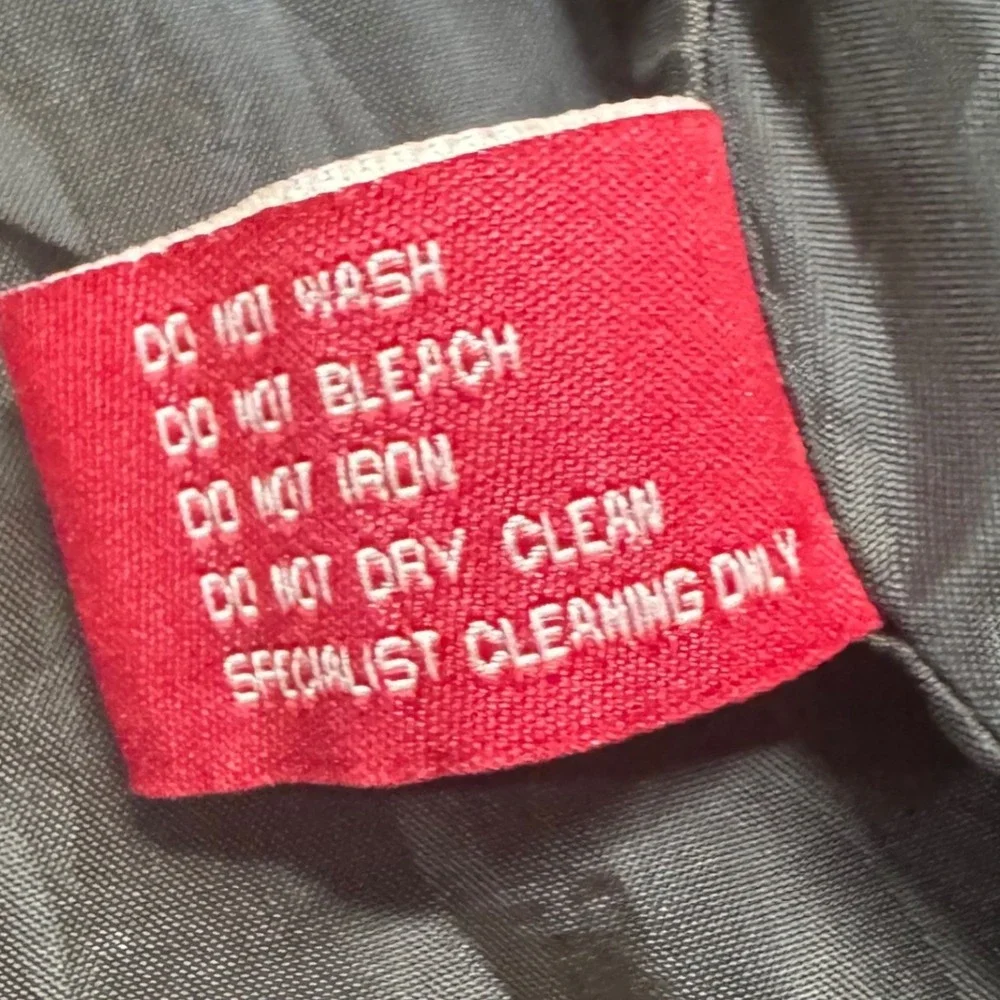 DO NOT WASH
DO NOT BLEACH
DO NOT IRON
DO NOT DRY CLEAN
SPECIALIST CLEANING ONLY